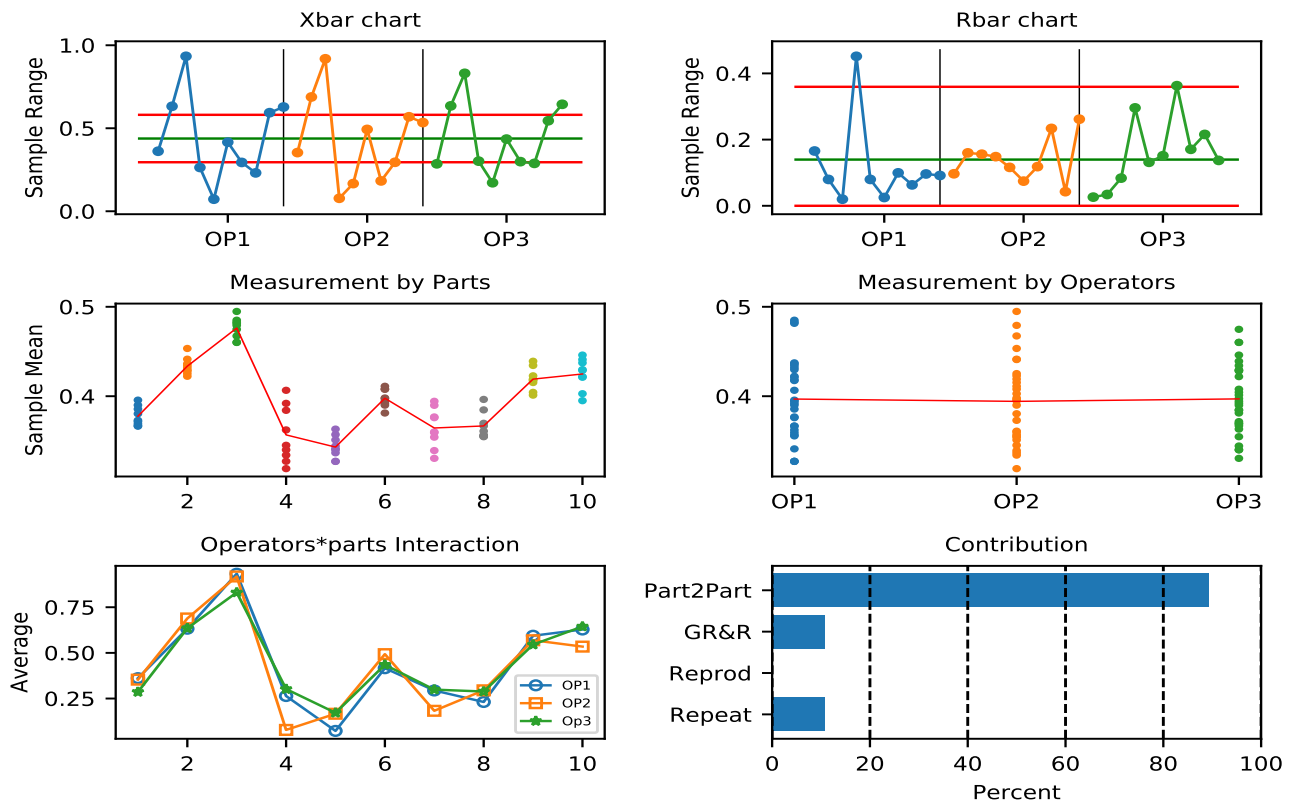 Xbar chart
Sample Range
1.0
0.5
0.0
OP1 OP2 OP3
Rbar chart
Sample Range
0.4
0.2
0.0
OP1 OP2 OP3
Measurement by Parts
Sample Mean
0.5
0.4
2 4 6 8 10
Measurement by Operators
0.5
0.4
OP1 OP2 OP3
Operators*parts Interaction
Average
0.75
0.50
0.25
OP1
OP2
Op3
2 4 6 8 10
Contribution
Part2Part
GR&R
Reprod
Repeat
0 20 40 60 80 100
Percent